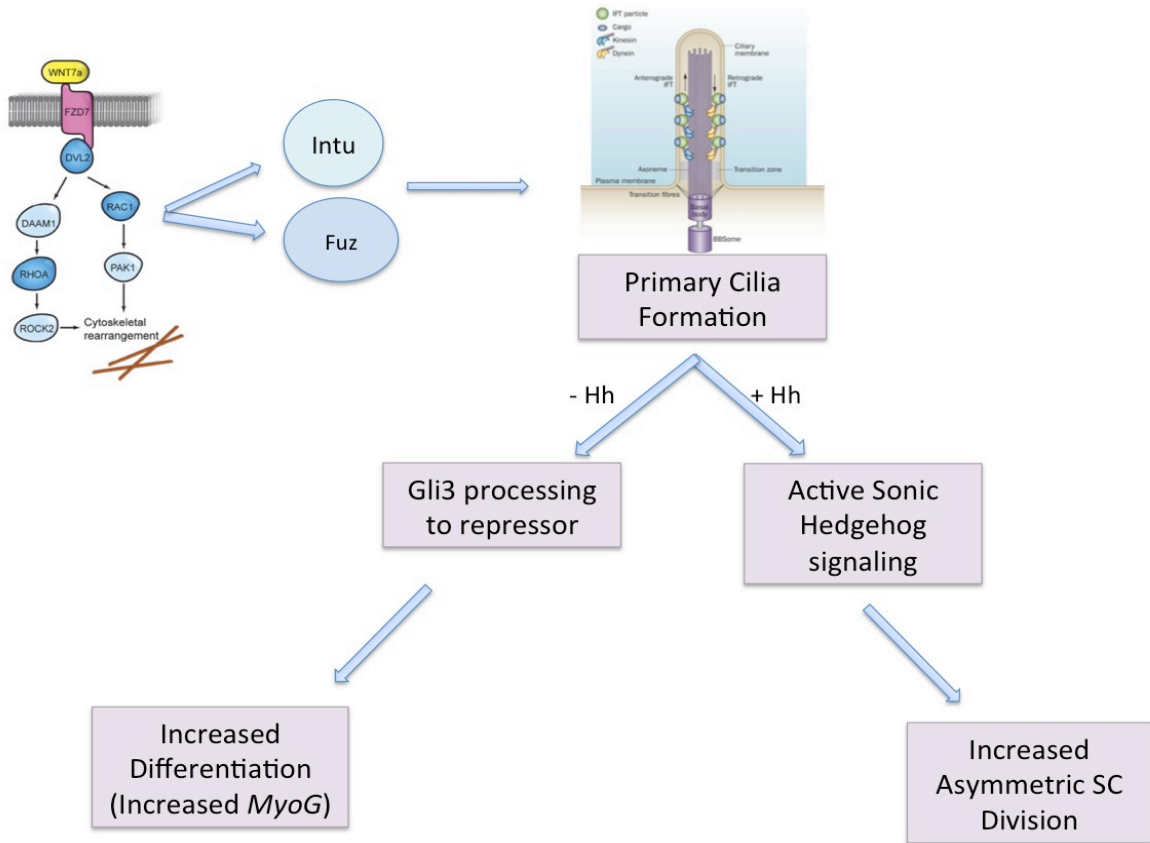 WNT7a
FZD7
DVL2
DAAM1
RAC1
RHOA
PAK1
ROCK2
Cytoskeletal
rearrangement
Intu
Fuz
IFT particle
Cargo
Kinesin
Dynein
Ciliary
membrane
Anterograde
IFT
Retrograde
IFT
Axoneme
Transition zone
Plasma membrane
Transition fibres
Basal
body
BBSome
Primary Cilia
Formation
- Hh
+ Hh
Gli3 processing
to repressor
Active Sonic
Hedgehog
signaling
Increased
Differentiation
(Increased MyoG)
Increased
Asymmetric SC
Division